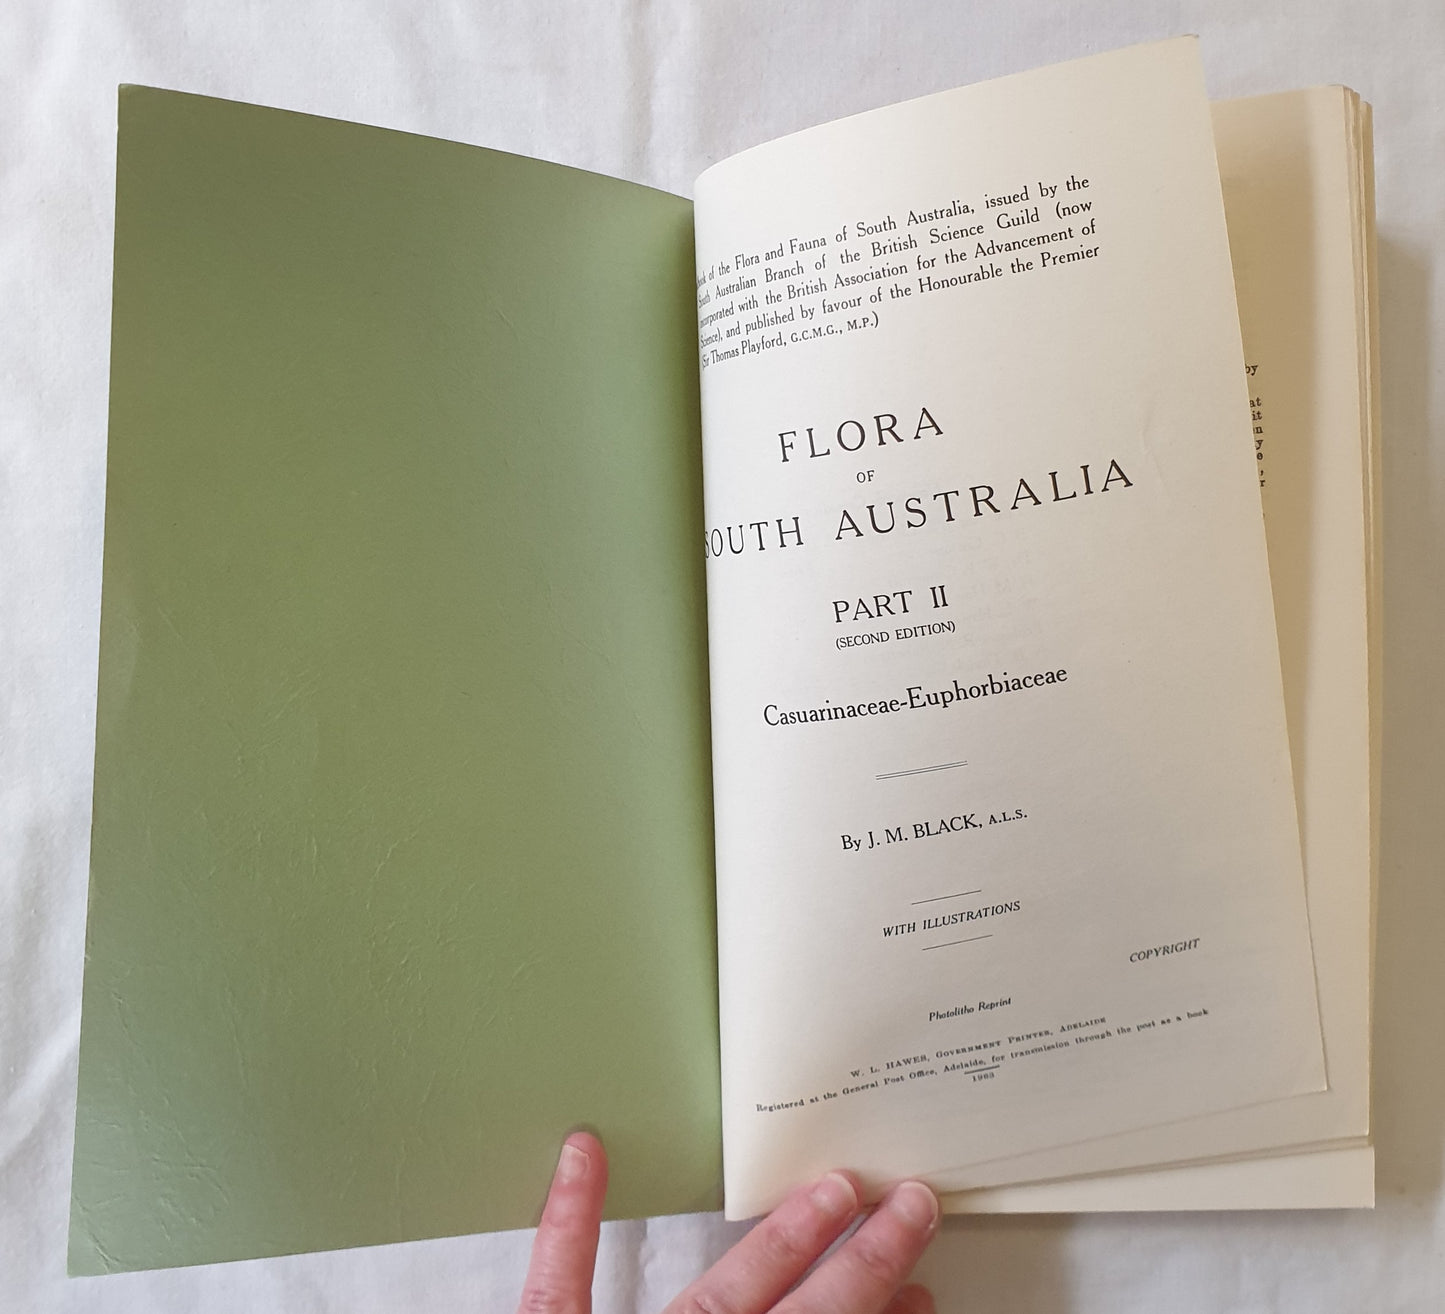 of the Flora and Fauna of South Australia, issued by the
South Australian Branch of the British Science Guild (now
incorporated with the British Association for the Advancement of
Science), and published by favour of the Honourable the Premier
(Sir Thomas Playford, G.C.M.G., M.P.)
FLORA
OF
SOUTH AUSTRALIA
PART II
(SECOND EDITION)
Casuarinaceae-Euphorbiaceae
By J. M. BLACK, A.L.S.
WITH ILLUSTRATIONS
COPYRIGHT
Photolitho Reprint
W. L. HAWES, GOVERNMENT PRINTER, ADELAIDE
Registered at the General Post Office, Adelaide, for transmission through the post as a book
1963
by
at
it